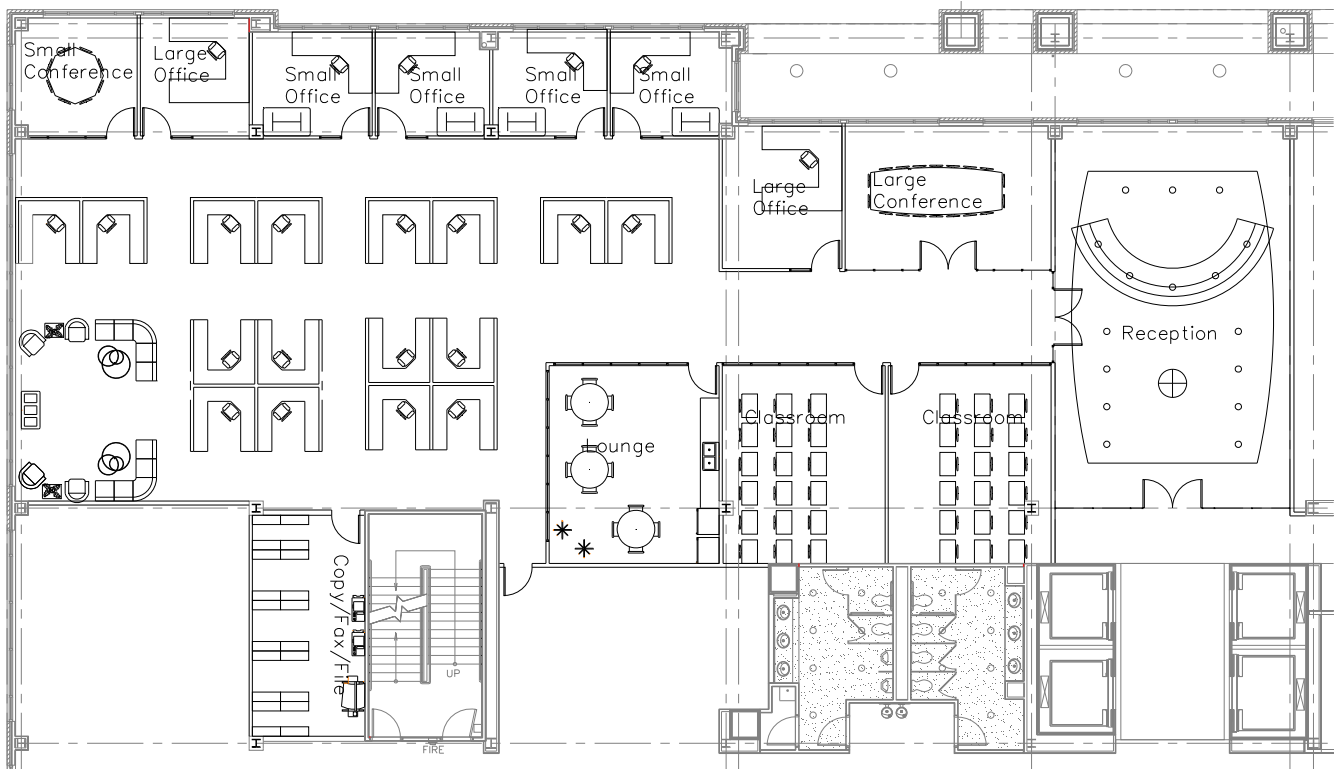 Small
Conference
Large
Office
Small
Office
Small
Office
Small
Office
Small
Office
Large
Office
Large
Conference
Reception
Lounge
Classroom
Classroom
Copy/Fax/File
UP
FIRE